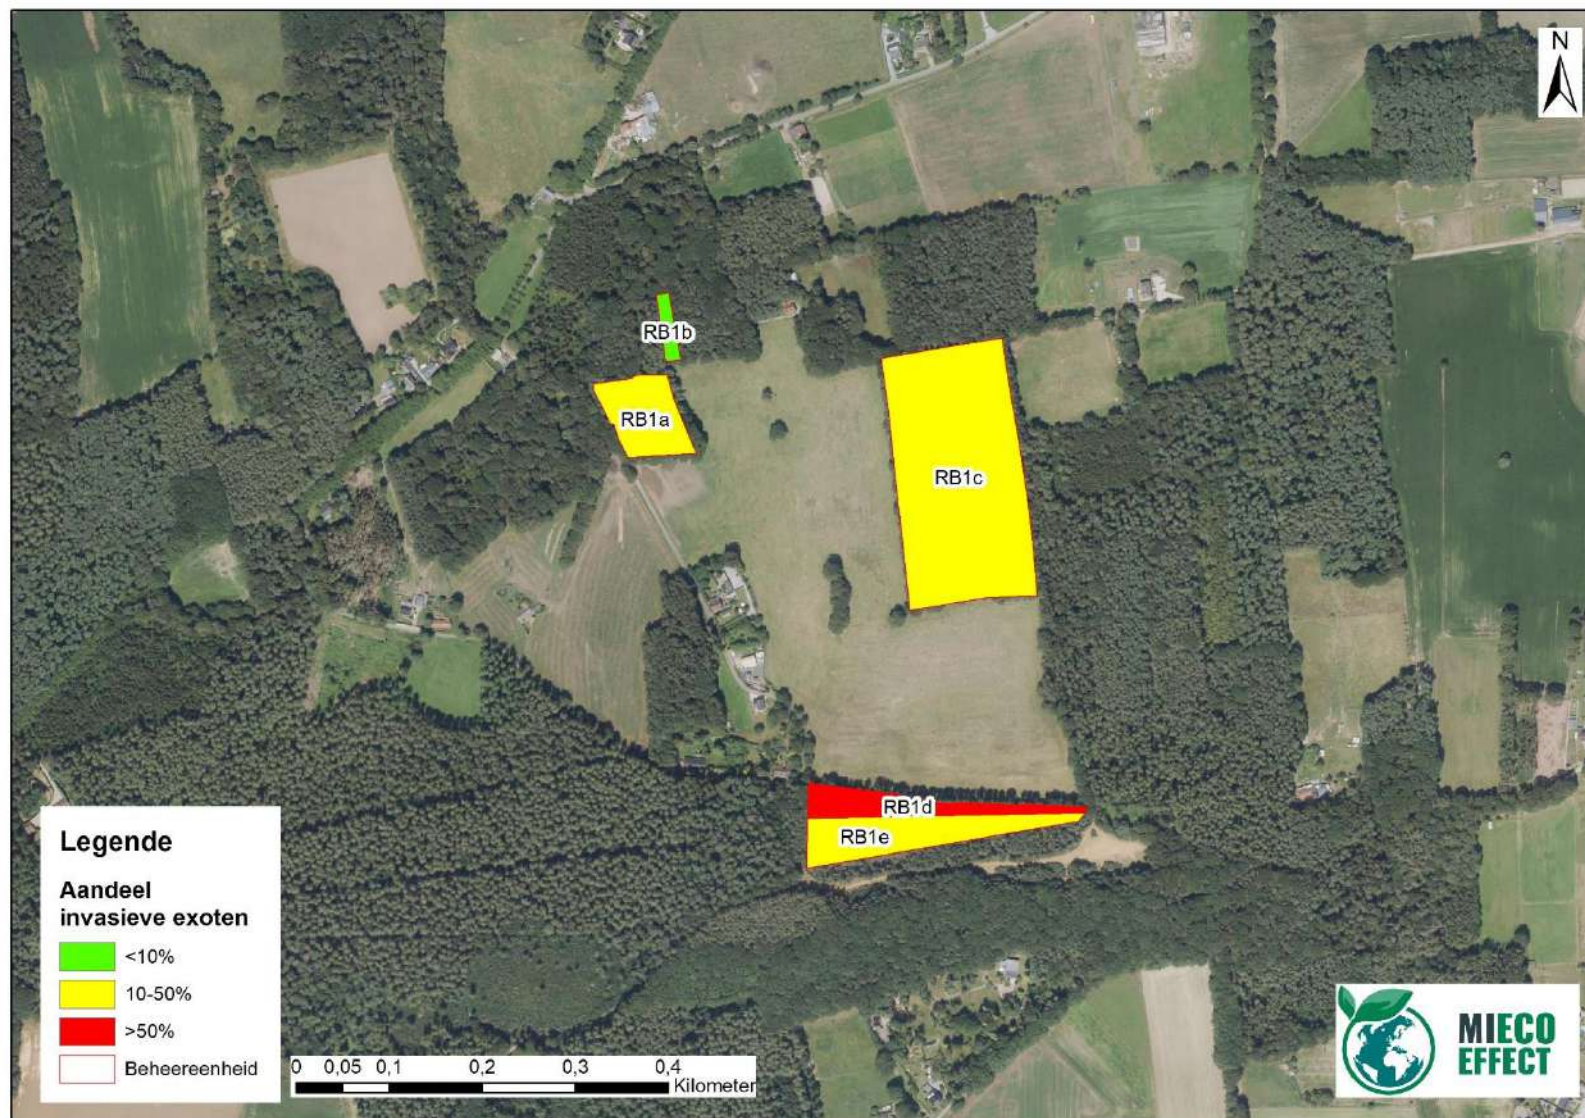 N
RB1b
RB1a
RB1c
RB1d
RB1e
Legende
Aandeel
invasieve exoten
<10%
10-50%
>50%
Beheereenheid
0 0,05 0,1 0,2 0,3 0,4
Kilometer
MIECO
EFFECT